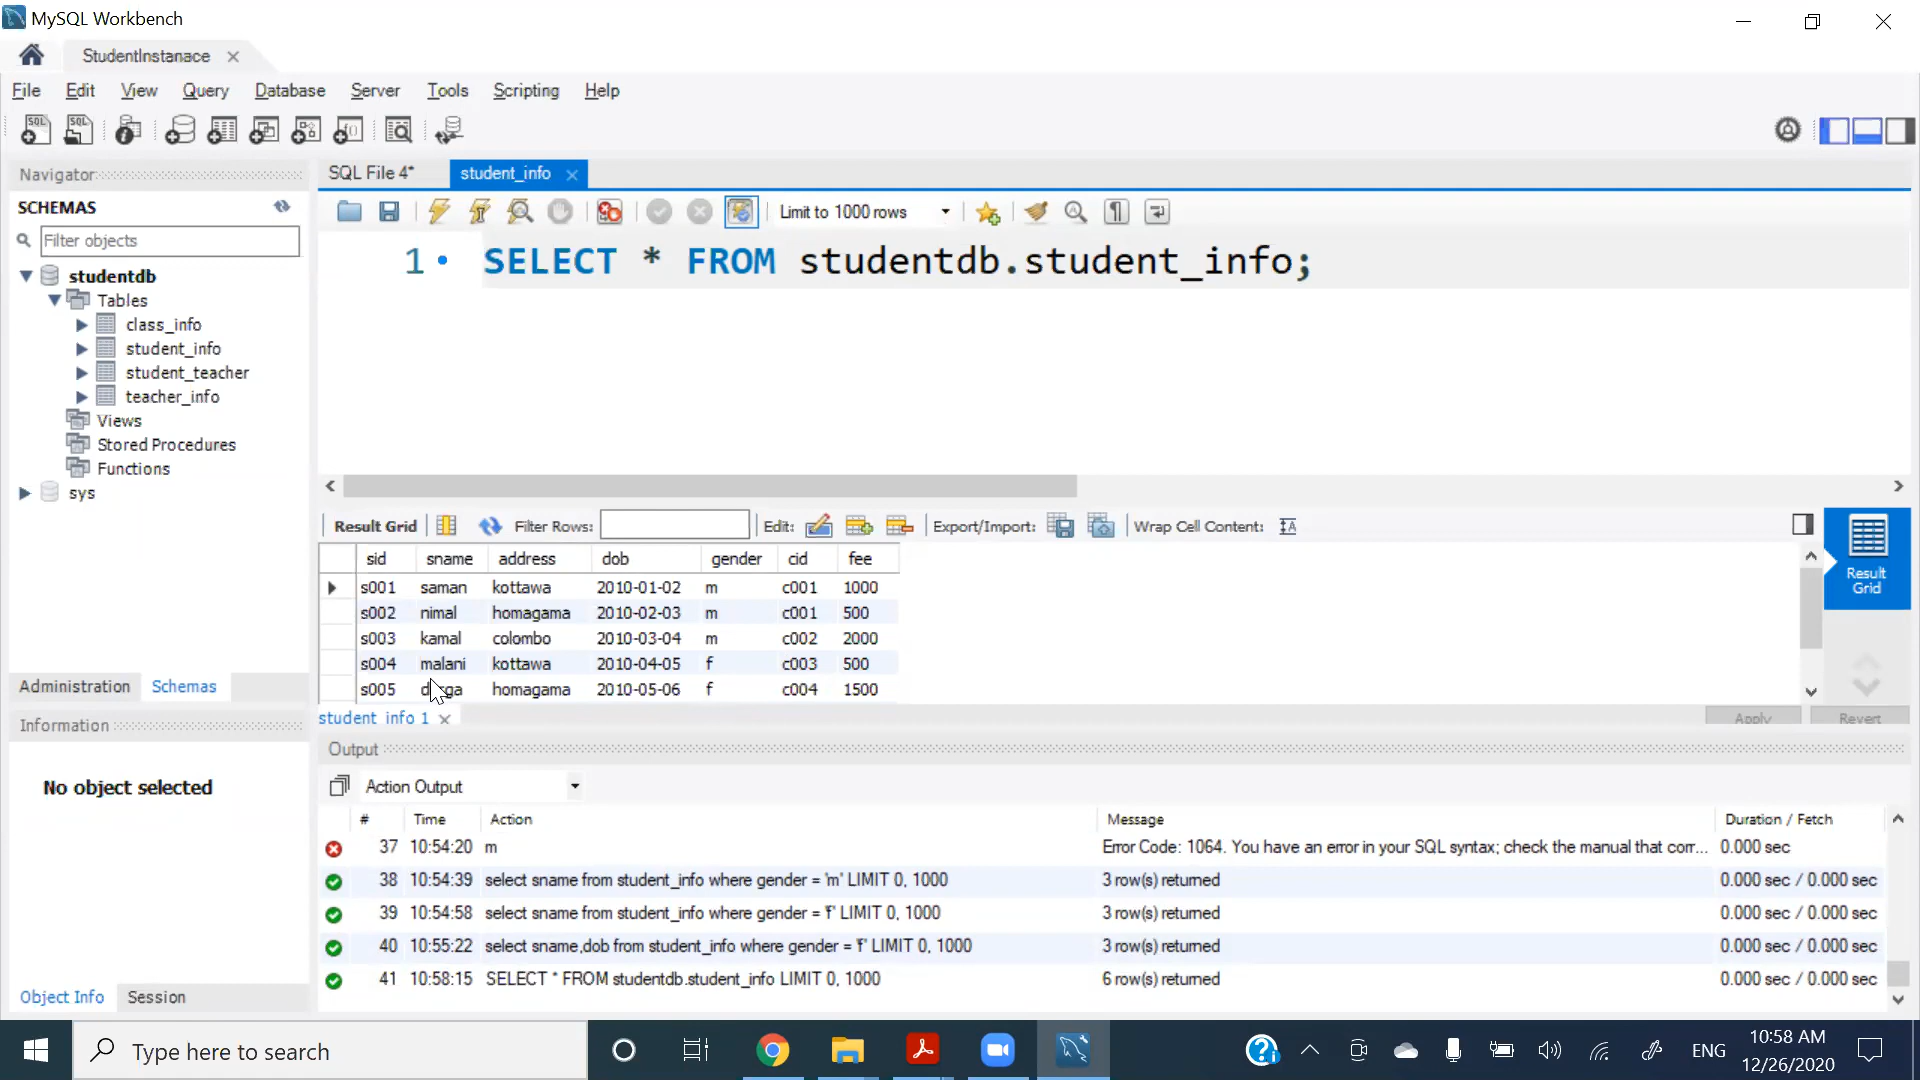 MySQL Workbench
StudentInstanace
File Edit View Query Database Server Tools Scripting Help
Navigator
SCHEMAS
Filter objects
studentdb
Tables
class_info
student_info
student_teacher
teacher_info
Views
Stored Procedures
Functions
sys
Administration Schemas
Information
No object selected
Object Info Session
SQL File 4* student_info
Limit to 1000 rows
1 SELECT * FROM studentdb.student_info;
Result Grid Filter Rows: Edit: Export/Import: Wrap Cell Content:
sid sname address dob gender cid fee
s001 saman kottawa 2010-01-02 m c001 1000
s002 nimal homagama 2010-02-03 m c001 500
s003 kamal colombo 2010-03-04 m c002 2000
s004 malani kottawa 2010-04-05 f c003 500
s005 homagama 2010-05-06 f c004 1500
Result
Grid
student_info 1 Apply Revert
Output
Action Output
# Time Action Message Duration / Fetch
37 10:54:20 m Error Code: 1064. You have an error in your SQL syntax; check the manual that corr... 0.000 sec
38 10:54:39 select sname from student_info where gender = 'm' LIMIT 0, 1000 3 row(s) returned 0.000 sec / 0.000 sec
39 10:54:58 select sname from student_info where gender = 'f' LIMIT 0, 1000 3 row(s) returned 0.000 sec / 0.000 sec
40 10:55:22 select sname,dob from student_info where gender = 'f' LIMIT 0, 1000 3 row(s) returned 0.000 sec / 0.000 sec
41 10:58:15 SELECT * FROM studentdb.student_info LIMIT 0, 1000 6 row(s) returned 0.000 sec / 0.000 sec
Type here to search
ENG
10:58 AM
12/26/2020